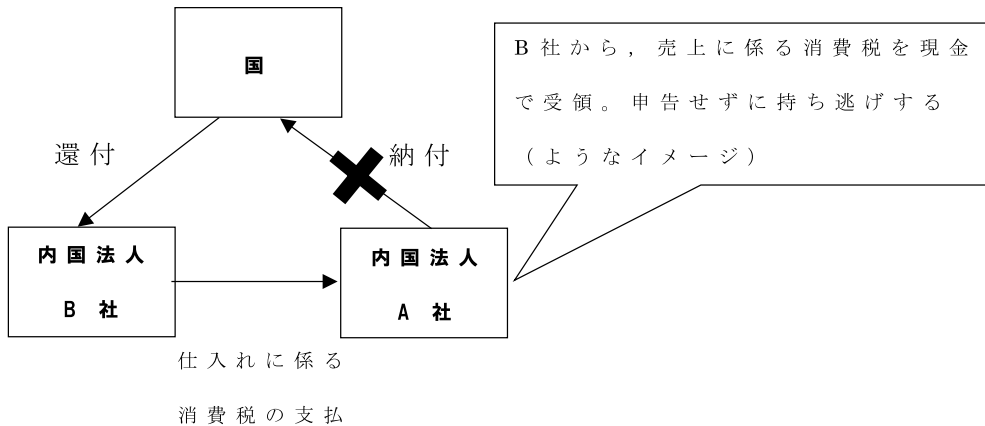 国
B社から，売上に係る消費税を現金
で受領。申告せずに持ち逃げする
（ようなイメージ）
還付
納付
内国法人
B 社
内国法人
A 社
仕入れに係る
消費税の支払